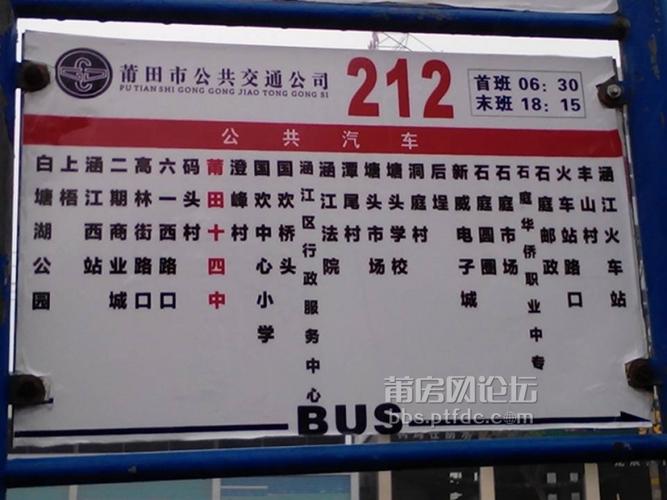 莆田市公共交通公司
PU TIAN SHI GONG GONG JIAO TONG GONG SI
212
首班 06:30
末班 18:15
公共汽车
白塘湖公园
上梧
涵江西站
二期商业城
高林街路口
六一西路口
码头村
莆田十四中
澄峰村
国欢中心小学
国欢桥头
涵江区行政服务中心
涵江法院
潭尾村
塘头市场
塘头学校
洞庭村
后埕
新威电子城
石庭圆圈
石庭市场
石庭华侨职业中专
石庭邮政
火车站路口
丰山村
涵江火车站
BUS
莆房网论坛
bbs.ptfdc.com